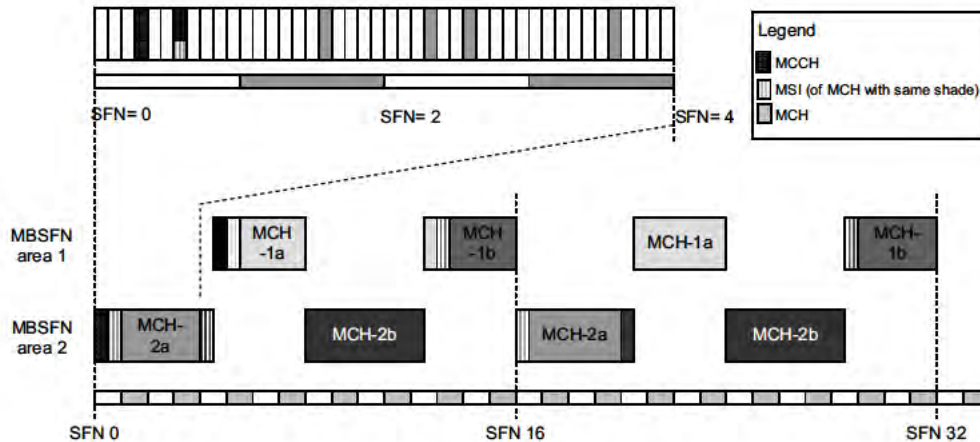 Legend
MCCH
MSI (of MCH with same shade)
MCH
SFN= 0
SFN= 2
SFN= 4
MBSFN
area 1
MCH
-1a
MCH
-1b
MCH-1a
MCH-
1b
MBSFN
area 2
MCH-
2a
MCH-2b
MCH-2a
MCH-2b
SFN 0
SFN 16
SFN 32